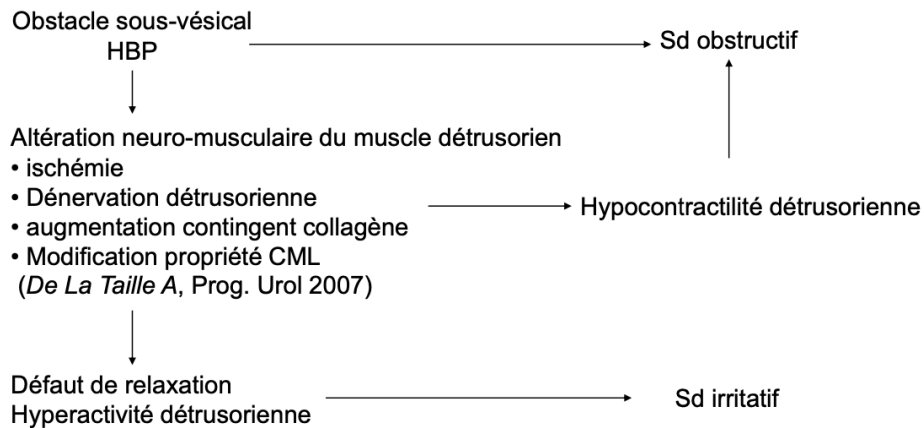 Obstacle sous-vésical
HBP
Sd obstructif
Altération neuro-musculaire du muscle détrusorien
• ischémie
• Dénervation détrusorienne
• augmentation contingent collagène
• Modification propriété CML
(De La Taille A, Prog. Urol 2007)
Hypocontractilité détrusorienne
Défaut de relaxation
Hyperactivité détrusorienne
Sd irritatif